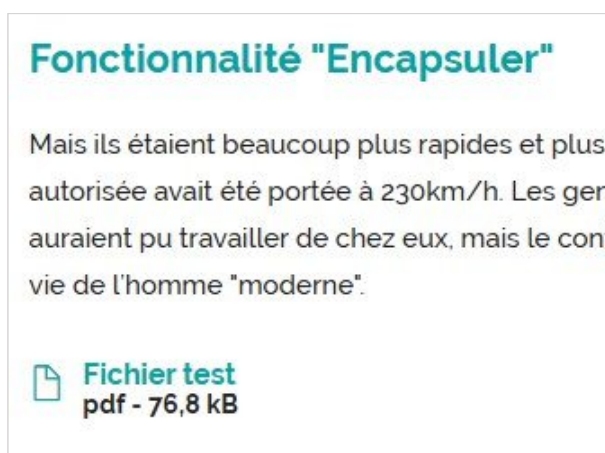 Fonctionnalité "Encapsuler"
Mais ils étaient beaucoup plus rapides et plus
autorisée avait été portée à 230km/h. Les
auraient pu travailler de chez eux, mais le
vie de l'homme "moderne".
Fichier test
pdf - 76,8 kB